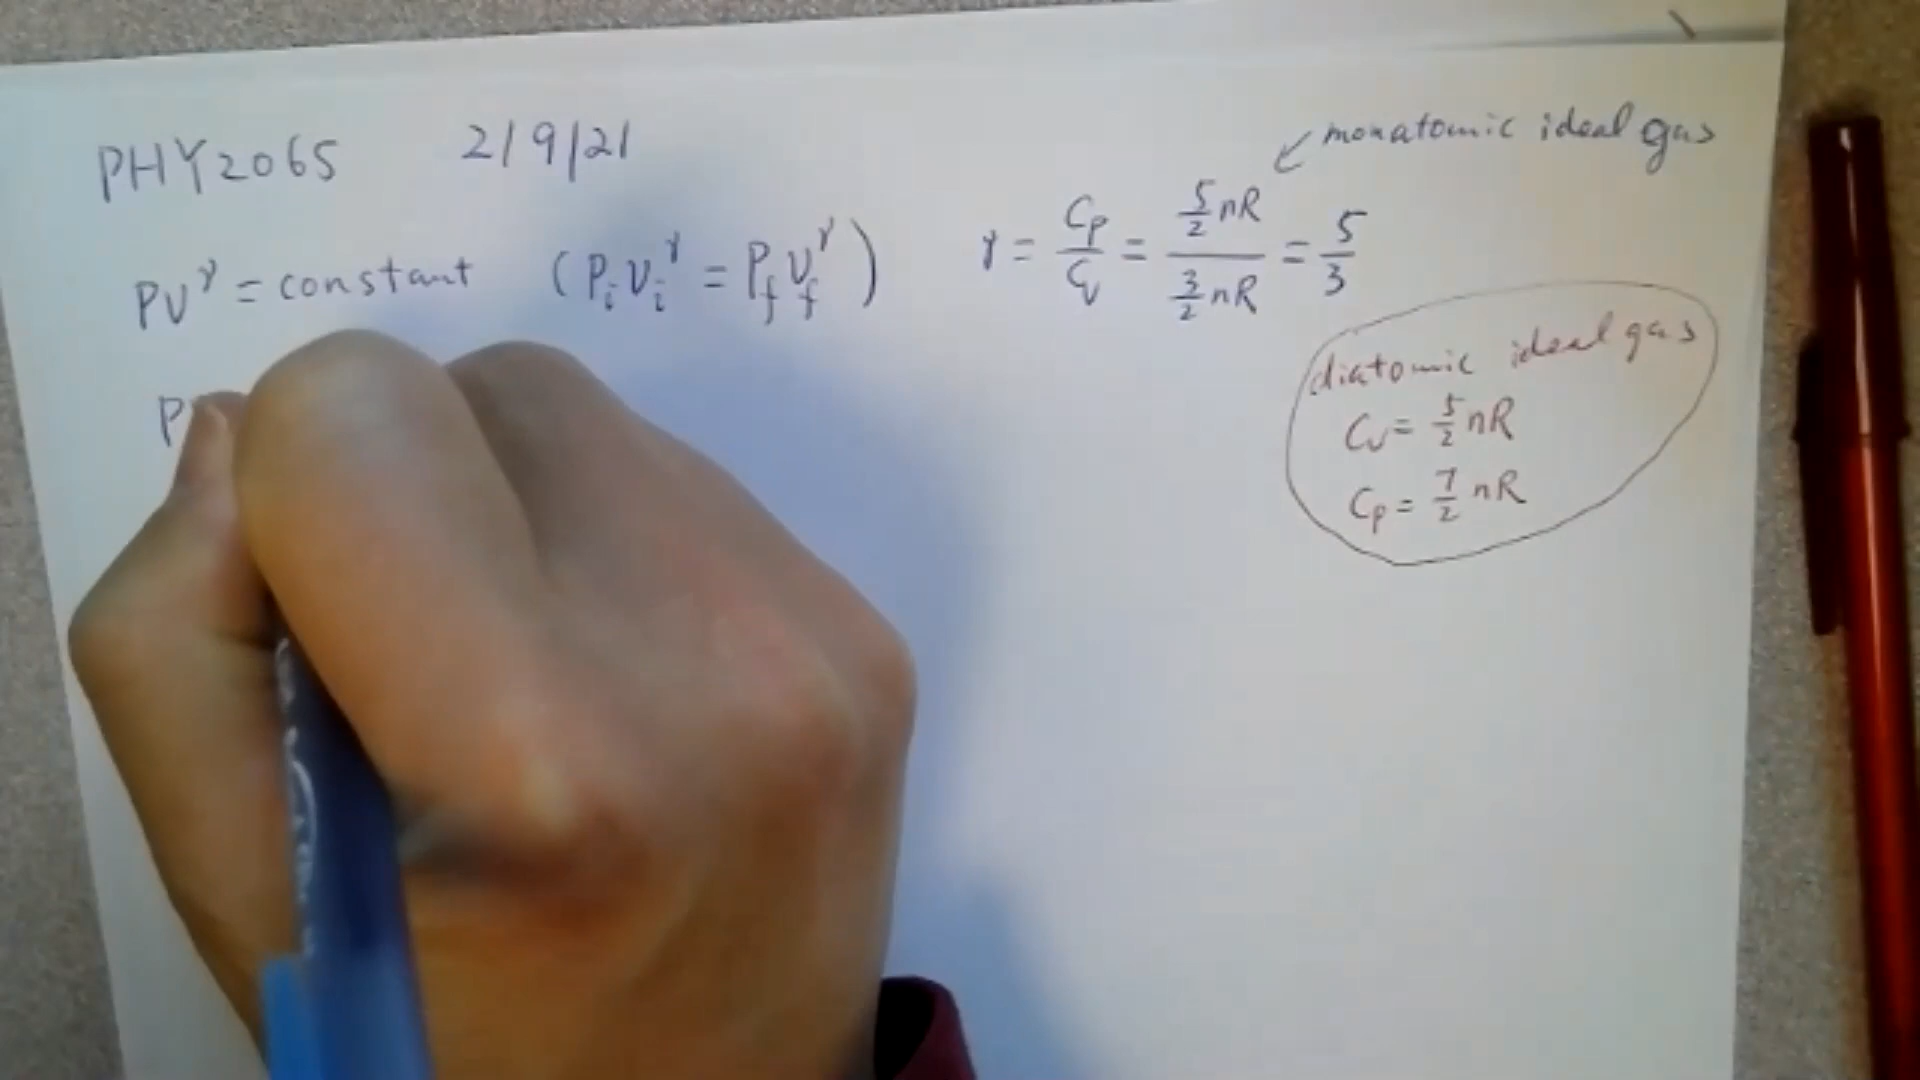 PHY2065 2/9/21
PV^γ = constant (P_i V_i^γ = P_f V_f^γ)
γ = C_P/C_V = (5/2 nR)/(3/2 nR) = 5/3
monatomic ideal gas
diatomic ideal gas
C_V = 5/2 nR
C_P = 7/2 nR
P